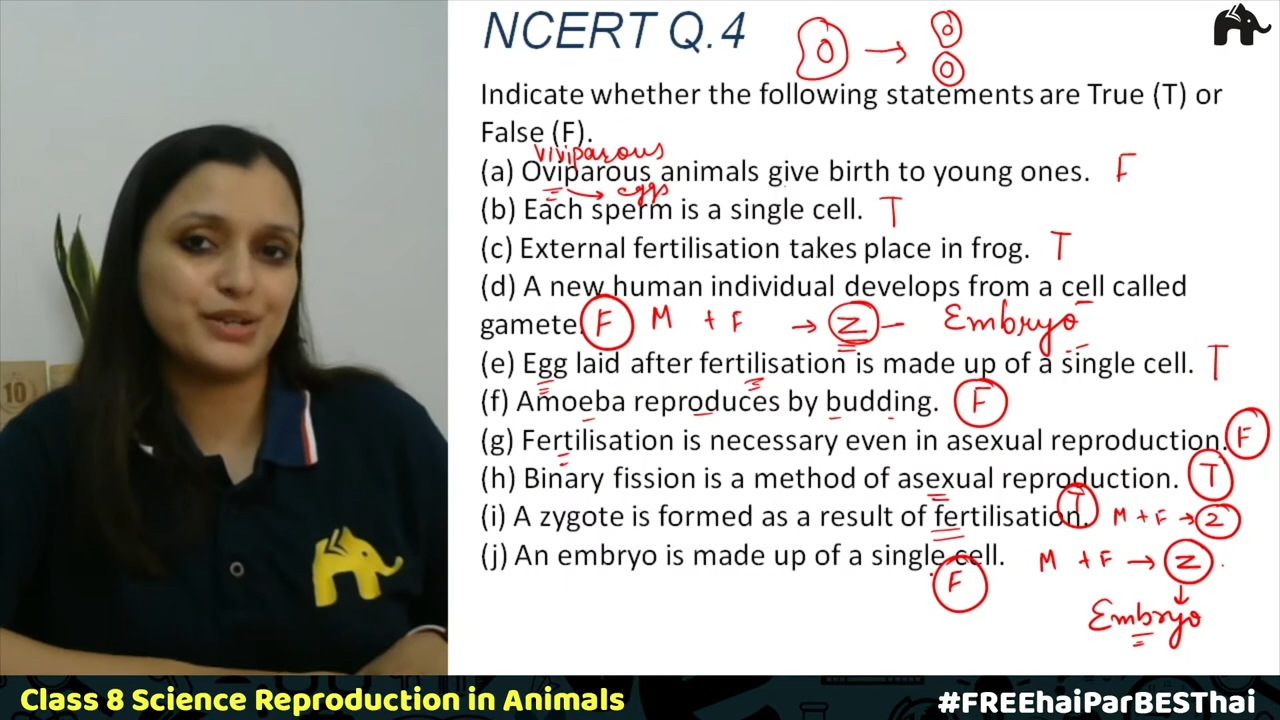 NCERT Q.4
Indicate whether the following statements are True (T) or
False (F).
viviparous
(a) Oviparous animals give birth to young ones. F
→ eggs
(b) Each sperm is a single cell. T
(c) External fertilisation takes place in frog. T
(d) A new human individual develops from a cell called
gamete. F M + F → Z – Embryo
(e) Egg laid after fertilisation is made up of a single cell. T
(f) Amoeba reproduces by budding. F
(g) Fertilisation is necessary even in asexual reproduction. F
(h) Binary fission is a method of asexual reproduction. T
(i) A zygote is formed as a result of fertilisation. T M + F → Z
(j) An embryo is made up of a single cell. F M + F → Z
↓
Embryo
10
Class 8 Science Reproduction in Animals
#FREEhaiParBESThai